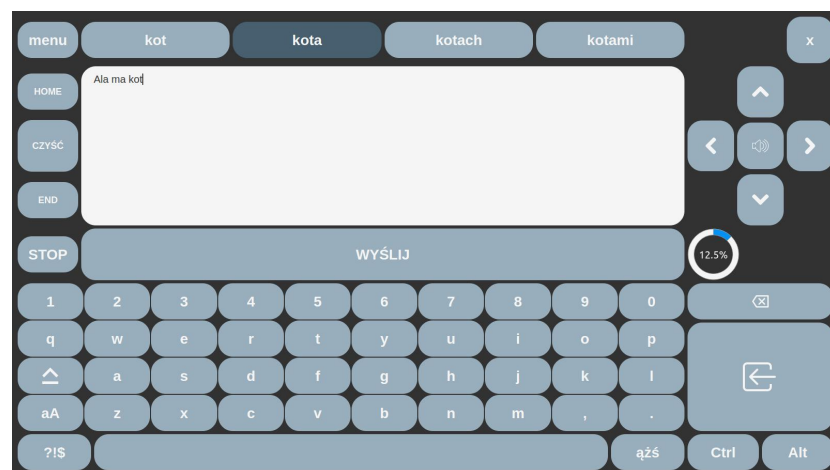 menu kot kota kotach kotami x
HOME
Ala ma kot
CZYŚĆ
END
STOP WYŚLIJ 12.5%
1 2 3 4 5 6 7 8 9 0
q w e r t y u i o p
a s d f g h j k l
aA z x c v b n m , .
?!$ ążś Ctrl Alt